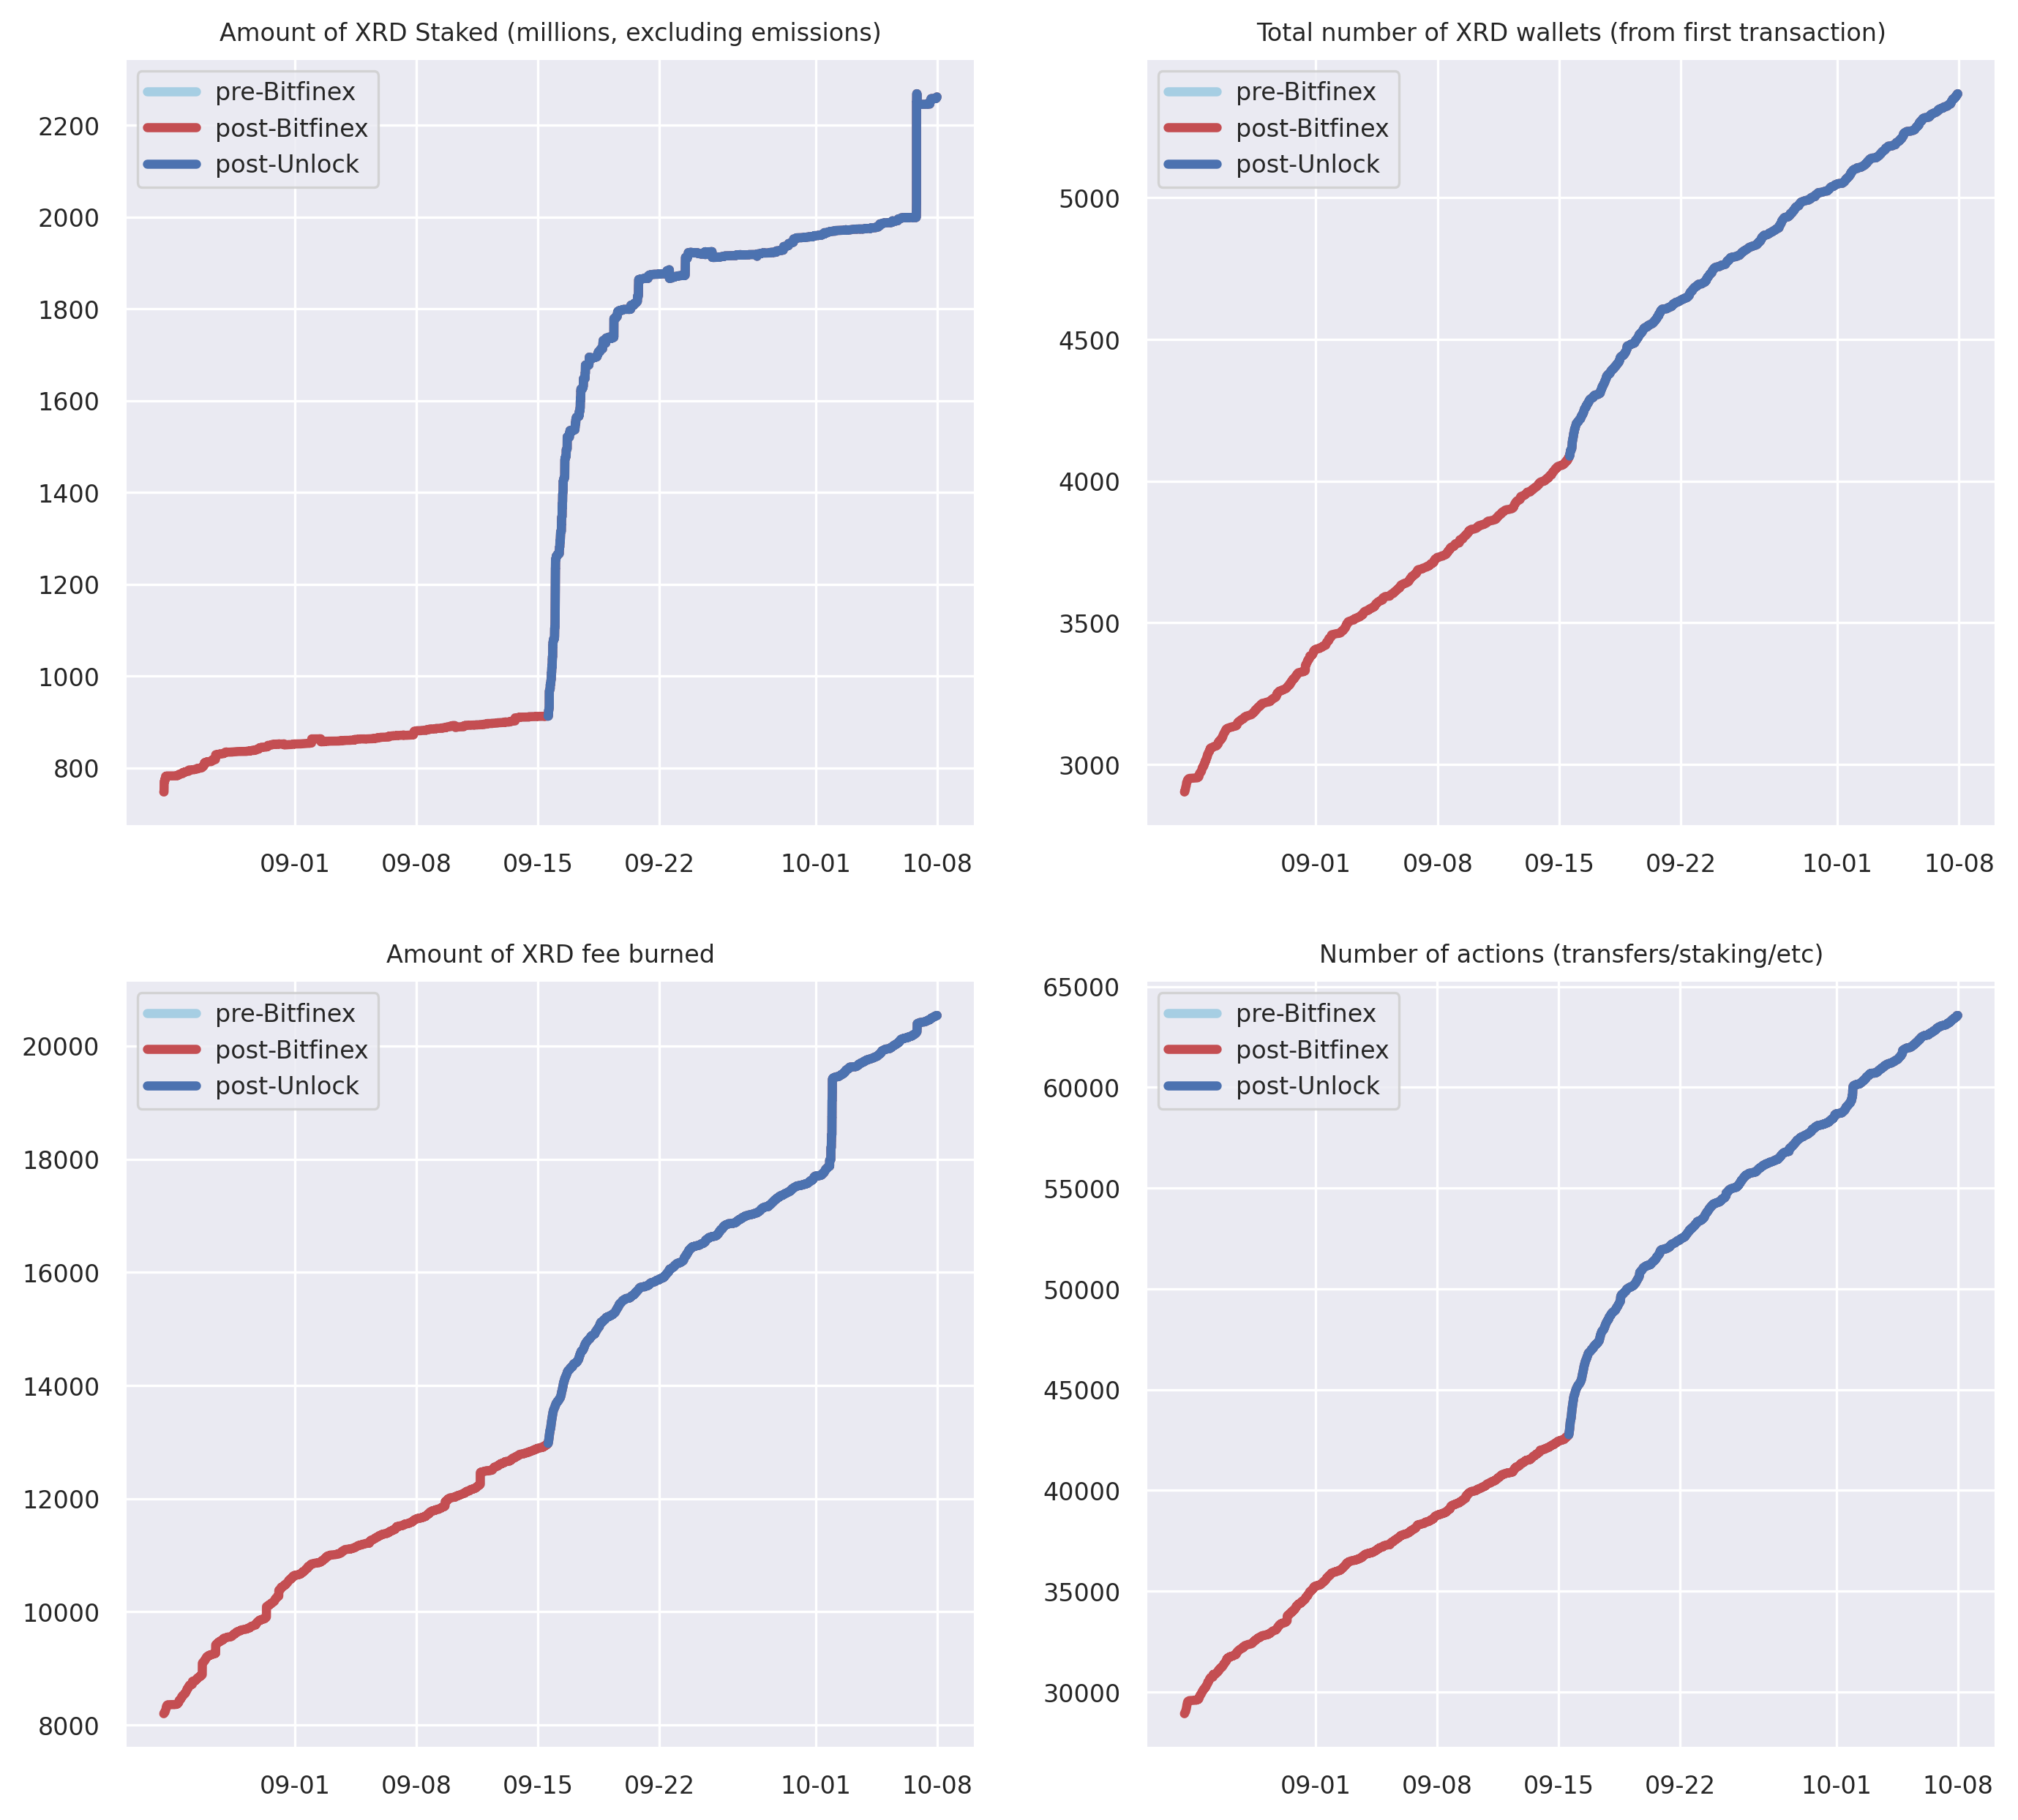 Amount of XRD Staked (millions, excluding emissions)
pre-Bitfinex
post-Bitfinex
post-Unlock
2200
2000
1800
1600
1400
1200
1000
800
09-01 09-08 09-15 09-22 10-01 10-08
Total number of XRD wallets (from first transaction)
pre-Bitfinex
post-Bitfinex
post-Unlock
5000
4500
4000
3500
3000
09-01 09-08 09-15 09-22 10-01 10-08
Amount of XRD fee burned
pre-Bitfinex
post-Bitfinex
post-Unlock
20000
18000
16000
14000
12000
10000
8000
09-01 09-08 09-15 09-22 10-01 10-08
Number of actions (transfers/staking/etc)
65000
pre-Bitfinex
post-Bitfinex
post-Unlock
60000
55000
50000
45000
40000
35000
30000
09-01 09-08 09-15 09-22 10-01 10-08